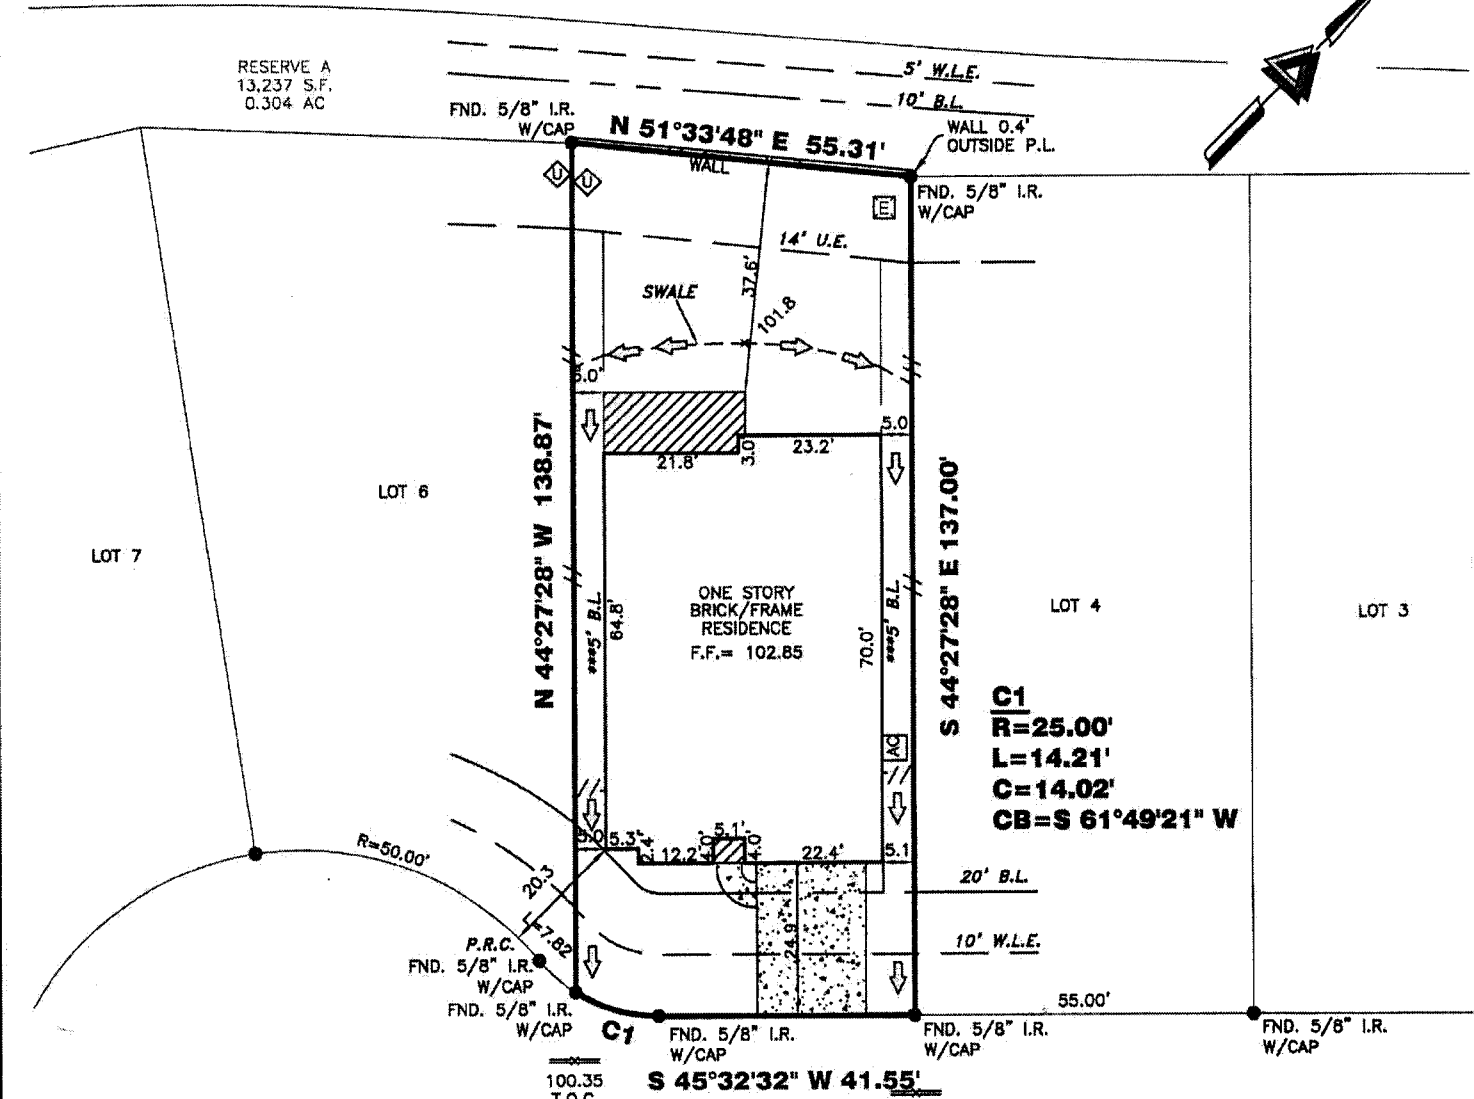 RESERVE A
13,237 S.F.
0.304 AC
5' W.L.E.
10' B.L.
FND. 5/8" I.R.
W/CAP
N 51°33'48" E 55.31'
WALL 0.4'
OUTSIDE P.L.
WALL
U
U
E
FND. 5/8" I.R.
W/CAP
14' U.E.
37.6'
SWALE
101.8
5.0'
5.0
21.8'
3.0'
23.2'
N 44°27'28" W 138.87'
S 44°27'28" E 137.00'
LOT 6
LOT 7
LOT 4
LOT 3
ONE STORY
BRICK/FRAME
RESIDENCE
F.F.= 102.85
***5' B.L.
64.8'
70.0'
***5' B.L.
C1
R=25.00'
L=14.21'
C=14.02'
CB=S 61°49'21" W
AC
5.0
5.3'
2.4'
12.2'
4.0'
5.1'
4.0'
22.4'
5.1
R=50.00'
20.3
L=7.82
20' B.L.
10' W.L.E.
24.9'
P.R.C.
FND. 5/8" I.R.
W/CAP
FND. 5/8" I.R.
W/CAP
C1
FND. 5/8" I.R.
W/CAP
FND. 5/8" I.R.
W/CAP
55.00'
FND. 5/8" I.R.
W/CAP
100.35
T.O.C.
S 45°32'32" W 41.55'